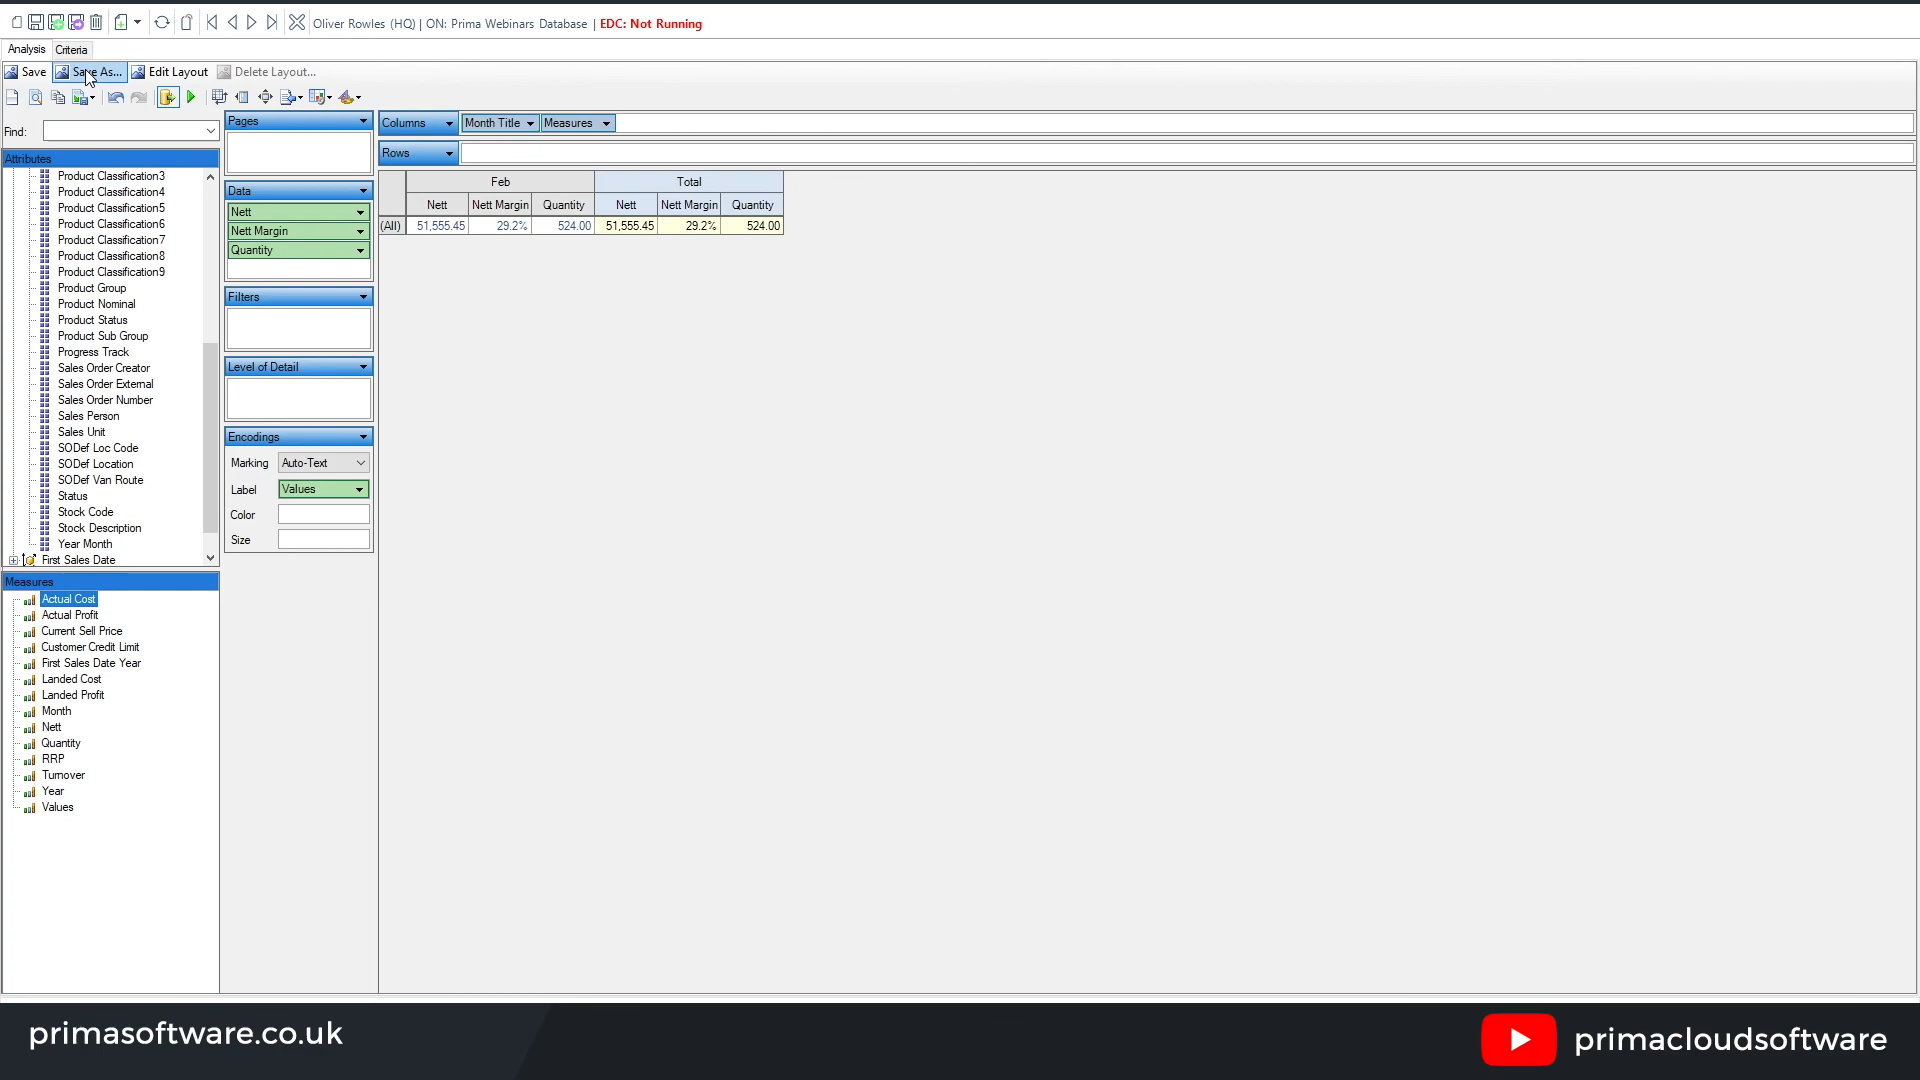 Oliver Rowles (HQ) | ON: Prima Webinars Database | EDC: Not Running
Analysis Criteria
Save Save As... Edit Layout Delete Layout...
Find:
Attributes
Product Classification3
Product Classification4
Product Classification5
Product Classification6
Product Classification7
Product Classification8
Product Classification9
Product Group
Product Nominal
Product Status
Product Sub Group
Progress Track
Sales Order Creator
Sales Order External
Sales Order Number
Sales Person
Sales Unit
SODef Loc Code
SODef Location
SODef Van Route
Status
Stock Code
Stock Description
Year Month
First Sales Date
Measures
Actual Cost
Actual Profit
Current Sell Price
Customer Credit Limit
First Sales Date Year
Landed Cost
Landed Profit
Month
Nett
Quantity
RRP
Turnover
Year
Values
Pages
Data
Nett
Nett Margin
Quantity
Filters
Level of Detail
Encodings
Marking Auto-Text
Label Values
Color
Size
Columns Month Title Measures
Rows
Feb Total
Nett Nett Margin Quantity Nett Nett Margin Quantity
(All) 51,555.45 29.2% 524.00 51,555.45 29.2% 524.00
primasoftware.co.uk
primacloudsoftware